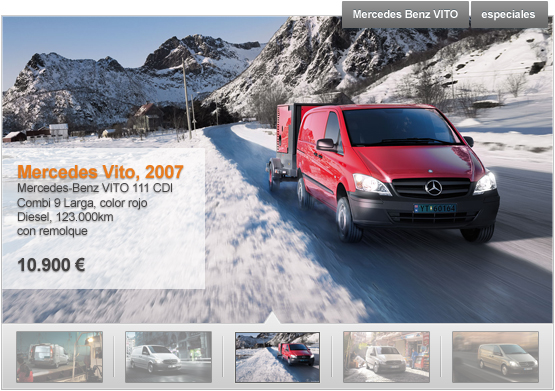 Mercedes Benz VITO
especiales
Mercedes Vito, 2007
Mercedes-Benz VITO 111 CDI
Combi 9 Larga, color rojo
Diesel, 123.000km
con remolque
10.900 €